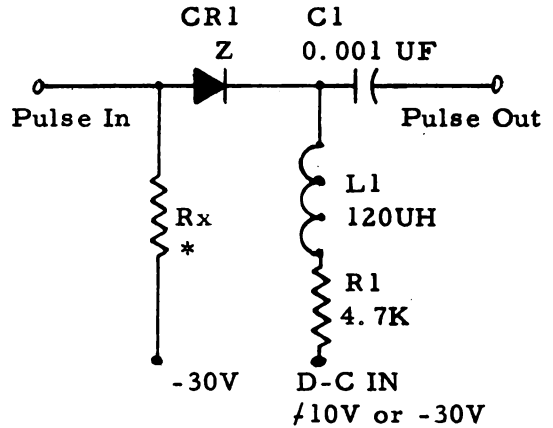 CR1 C1
Z 0.001 UF
Pulse In Pulse Out
Rx
*
L1
120UH
R1
4.7K
-30V D-C IN
+10V or -30V